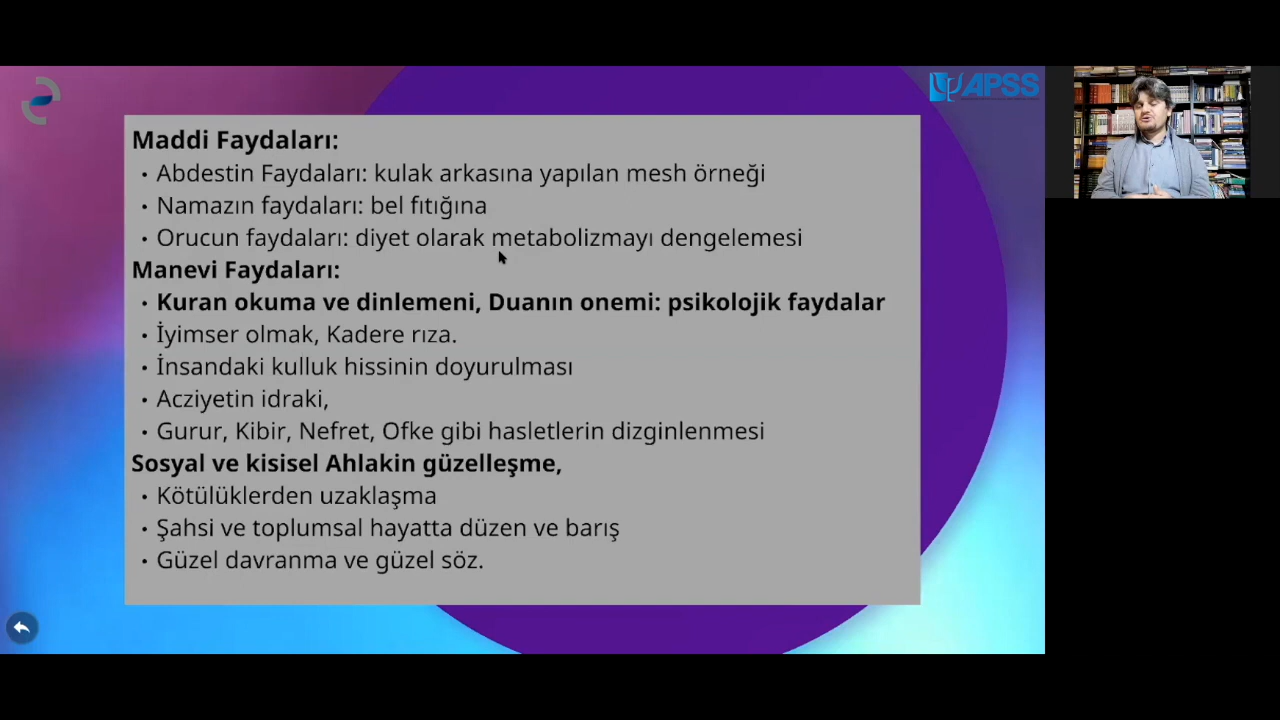 APSS
Maddi Faydaları:
• Abdestin Faydaları: kulak arkasına yapılan mesh örneği
• Namazın faydaları: bel fıtığına
• Orucun faydaları: diyet olarak metabolizmayı dengelemesi
Manevi Faydaları:
• Kuran okuma ve dinlemeni, Duanın onemi: psikolojik faydalar
• İyimser olmak, Kadere rıza.
• İnsandaki kulluk hissinin doyurulması
• Acziyetin idraki,
• Gurur, Kibir, Nefret, Ofke gibi hasletlerin dizginlenmesi
Sosyal ve kisisel Ahlakin güzelleşme,
• Kötülüklerden uzaklaşma
• Şahsi ve toplumsal hayatta düzen ve barış
• Güzel davranma ve güzel söz.